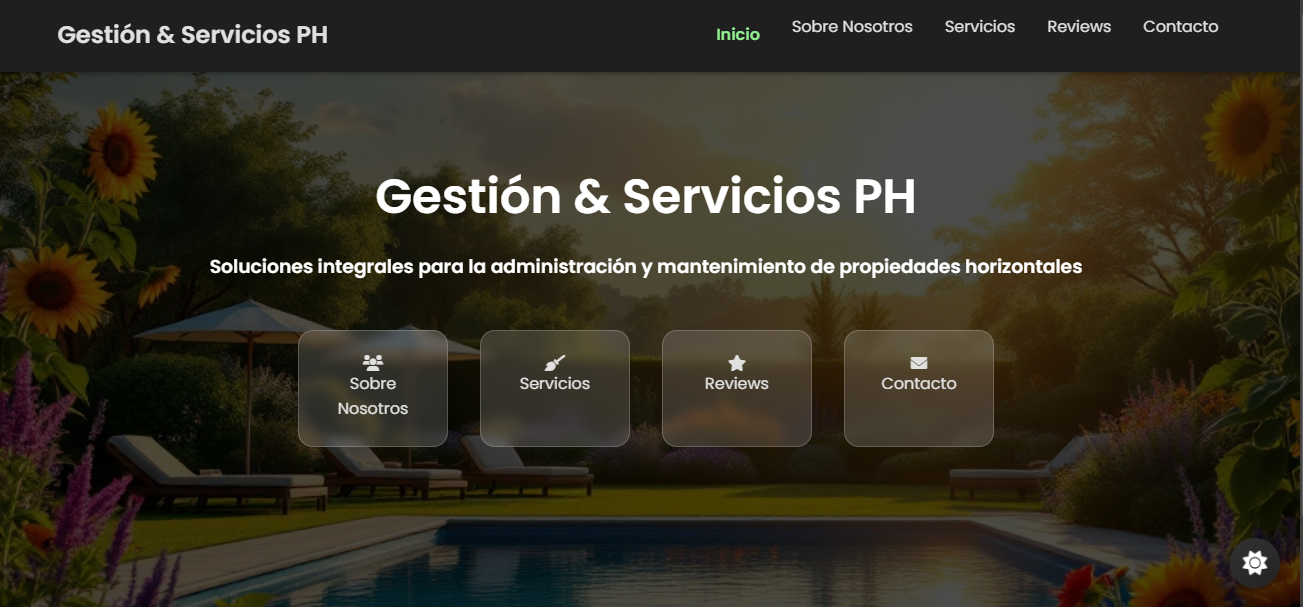 Gestión & Servicios PH
Inicio
Sobre Nosotros
Servicios
Reviews
Contacto
Gestión & Servicios PH
Soluciones integrales para la administración y mantenimiento de propiedades horizontales
Sobre
Nosotros
Servicios
Reviews
Contacto